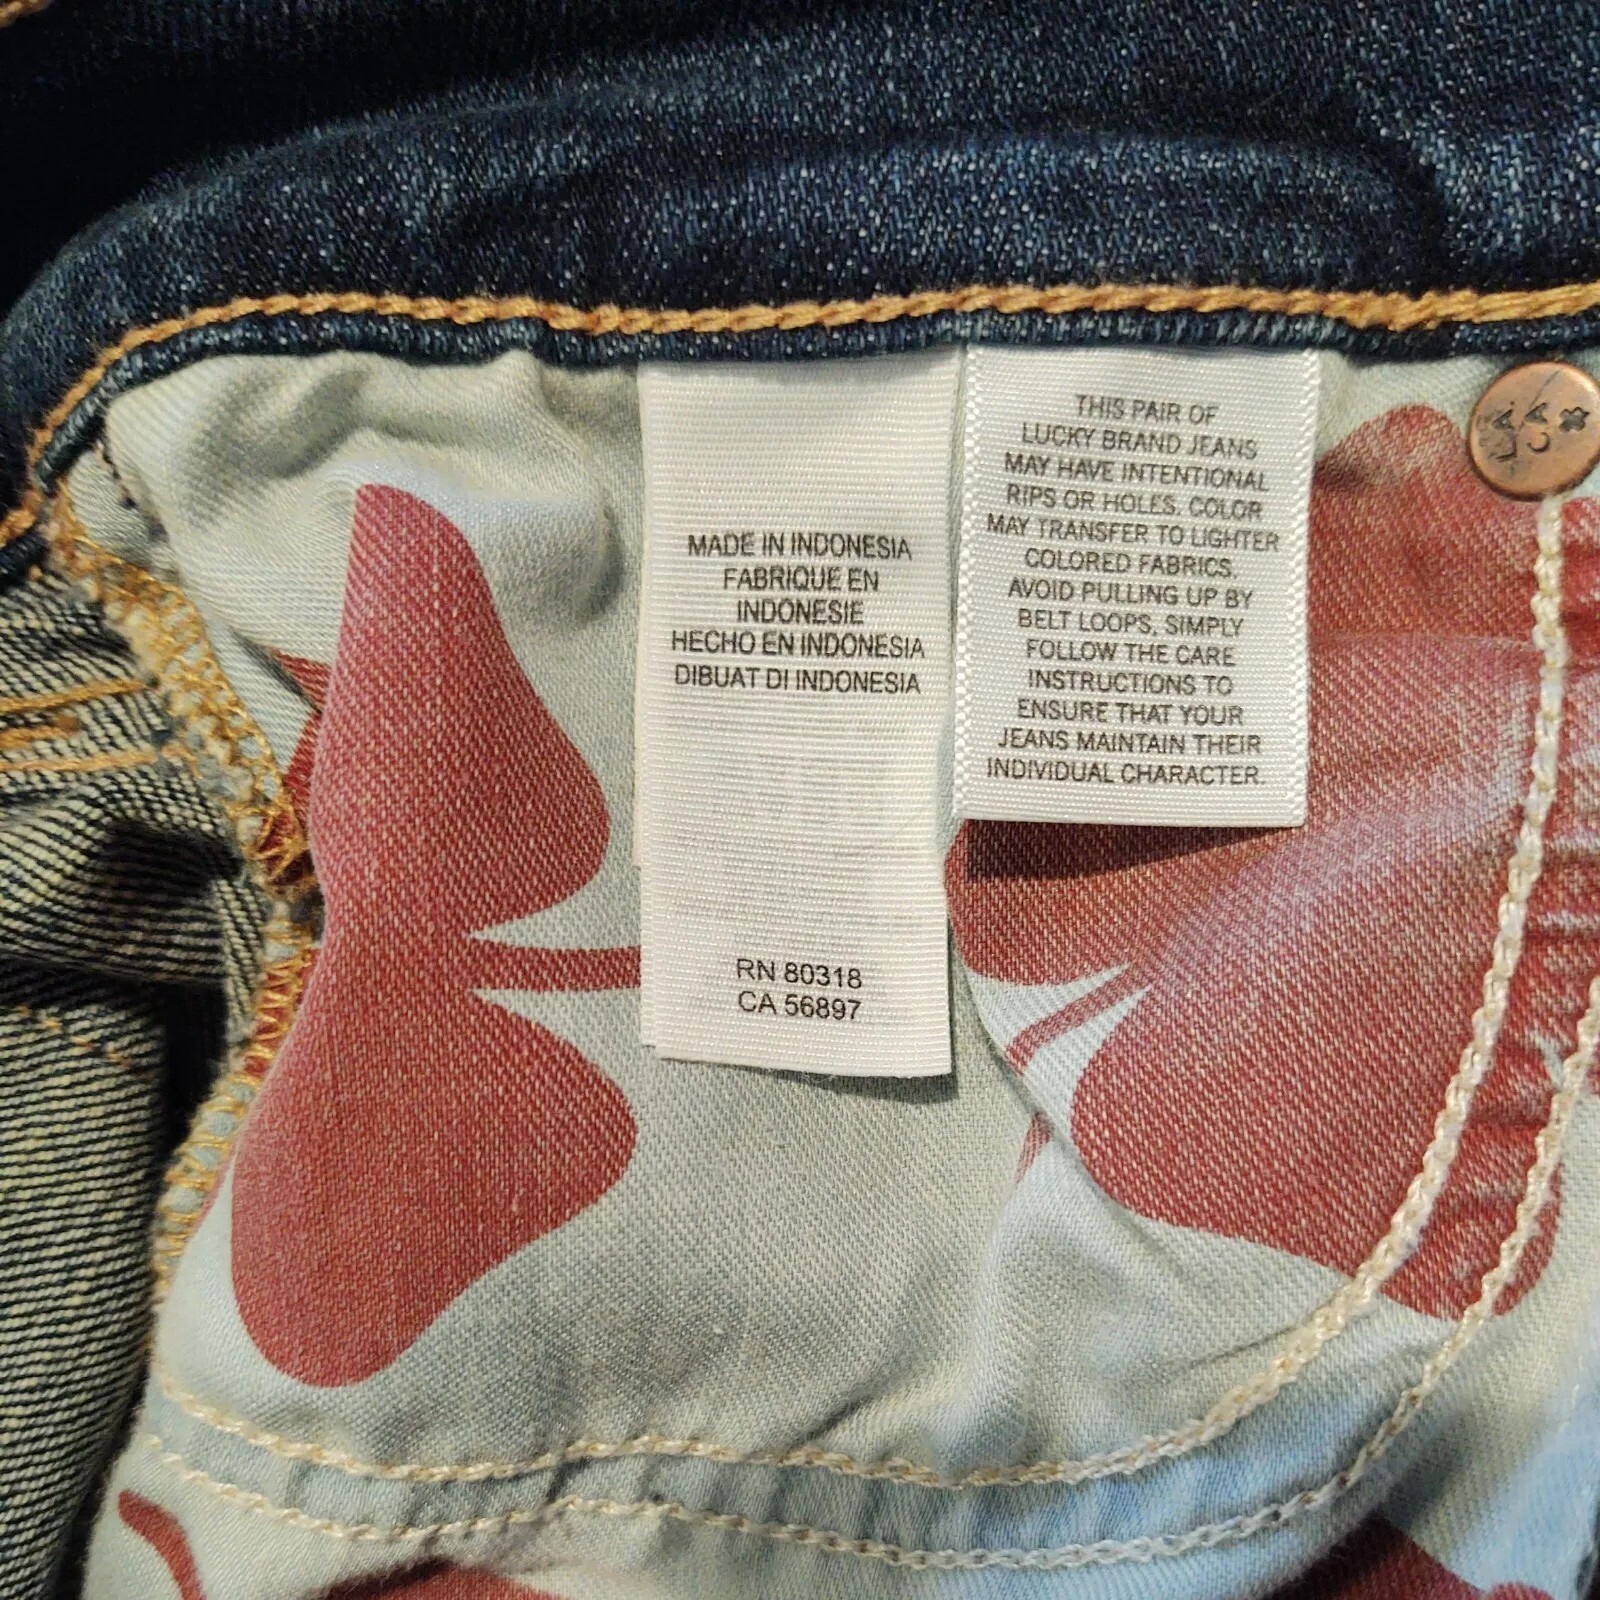 MADE IN INDONESIA
FABRIQUE EN
INDONESIE
HECHO EN INDONESIA
DIBUAT DI INDONESIA
RN 80318
CA 56897
THIS PAIR OF
LUCKY BRAND JEANS
MAY HAVE INTENTIONAL
RIPS OR HOLES. COLOR
MAY TRANSFER TO LIGHTER
COLORED FABRICS.
AVOID PULLING UP BY
BELT LOOPS, SIMPLY
FOLLOW THE CARE
INSTRUCTIONS TO
ENSURE THAT YOUR
JEANS MAINTAIN THEIR
INDIVIDUAL CHARACTER.